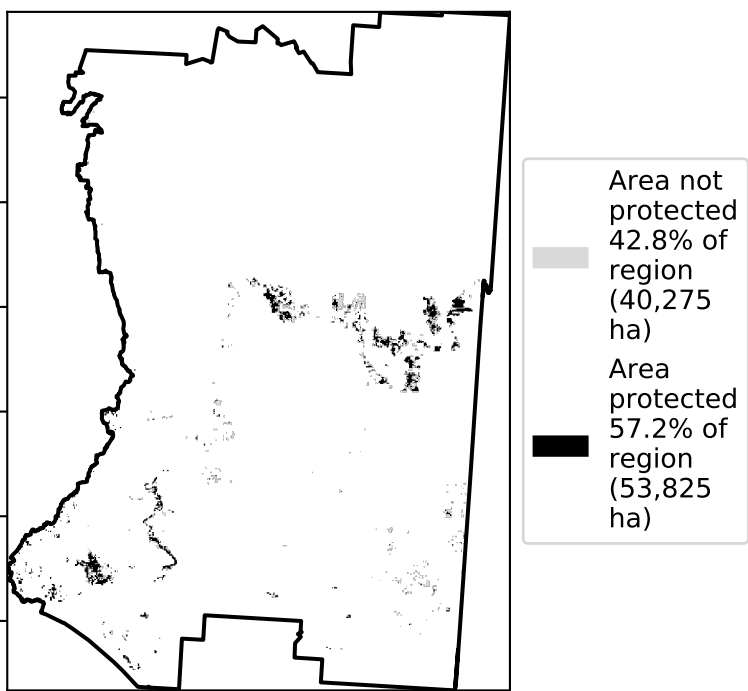 Area not
protected
42.8% of
region
(40,275
ha)
Area
protected
57.2% of
region
(53,825
ha)